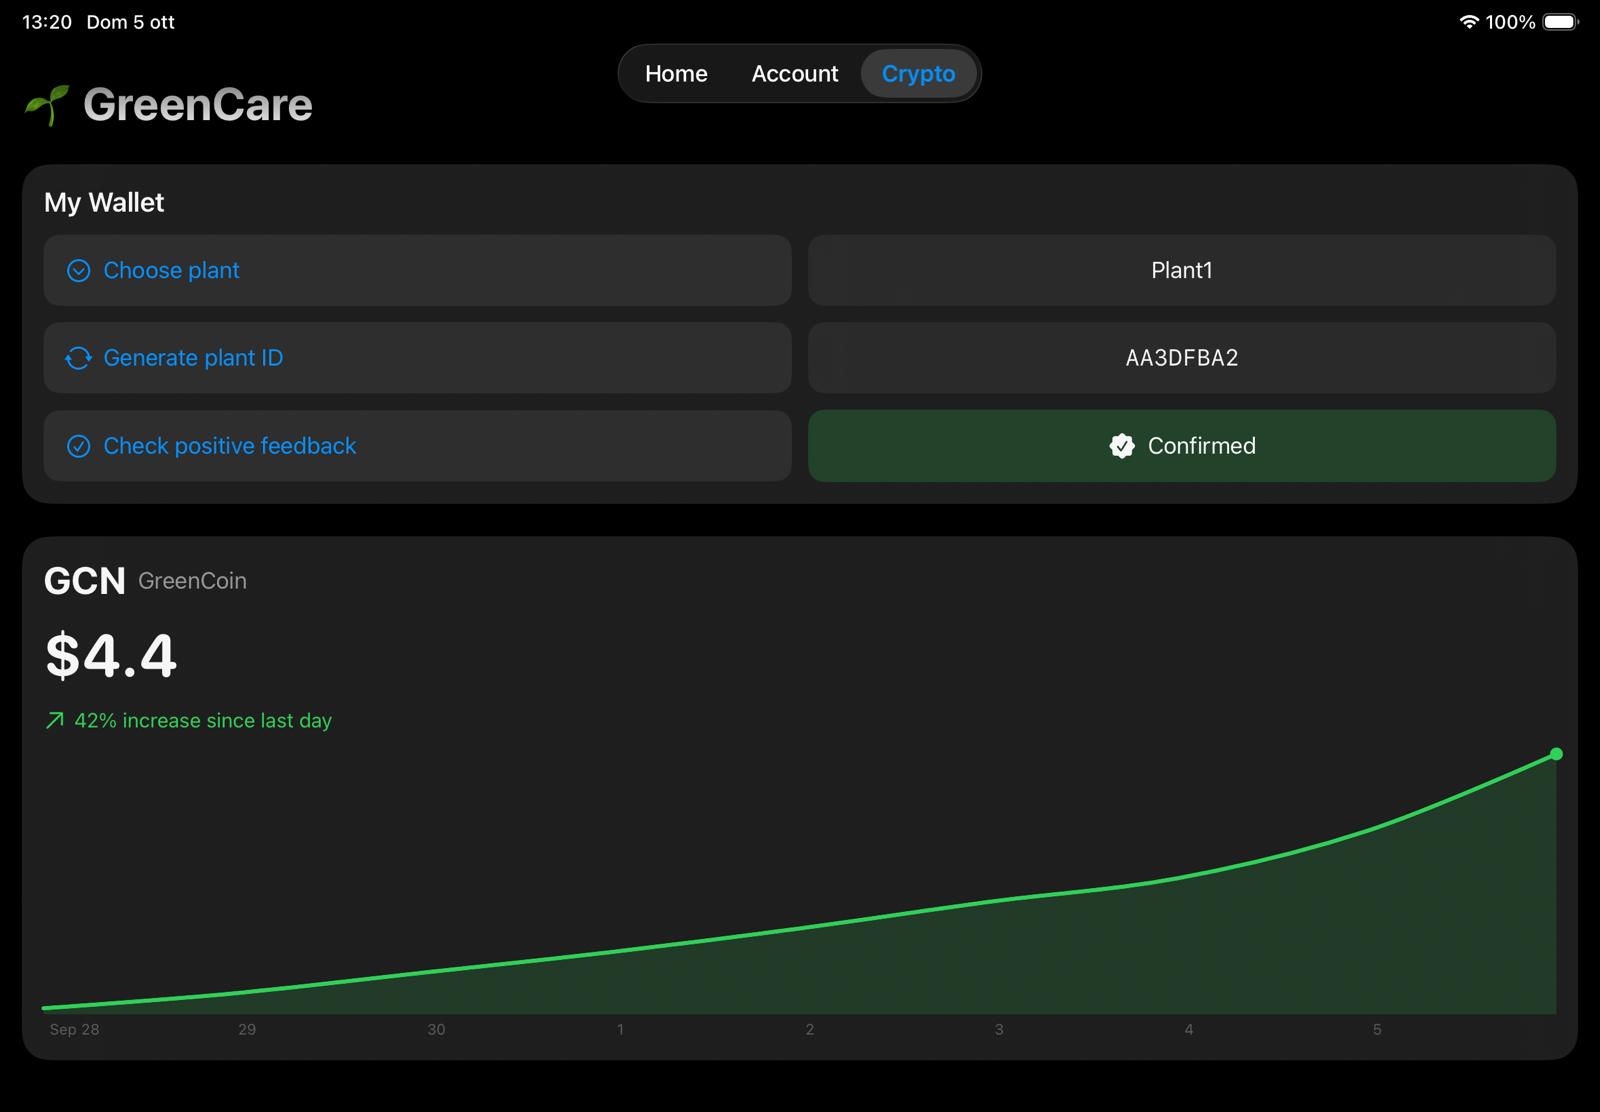 13:20 Dom 5 ott
100%
Home Account Crypto
GreenCare
My Wallet
Choose plant
Plant1
Generate plant ID
AA3DFBA2
Check positive feedback
Confirmed
GCN GreenCoin
$4.4
42% increase since last day
Sep 28 29 30 1 2 3 4 5